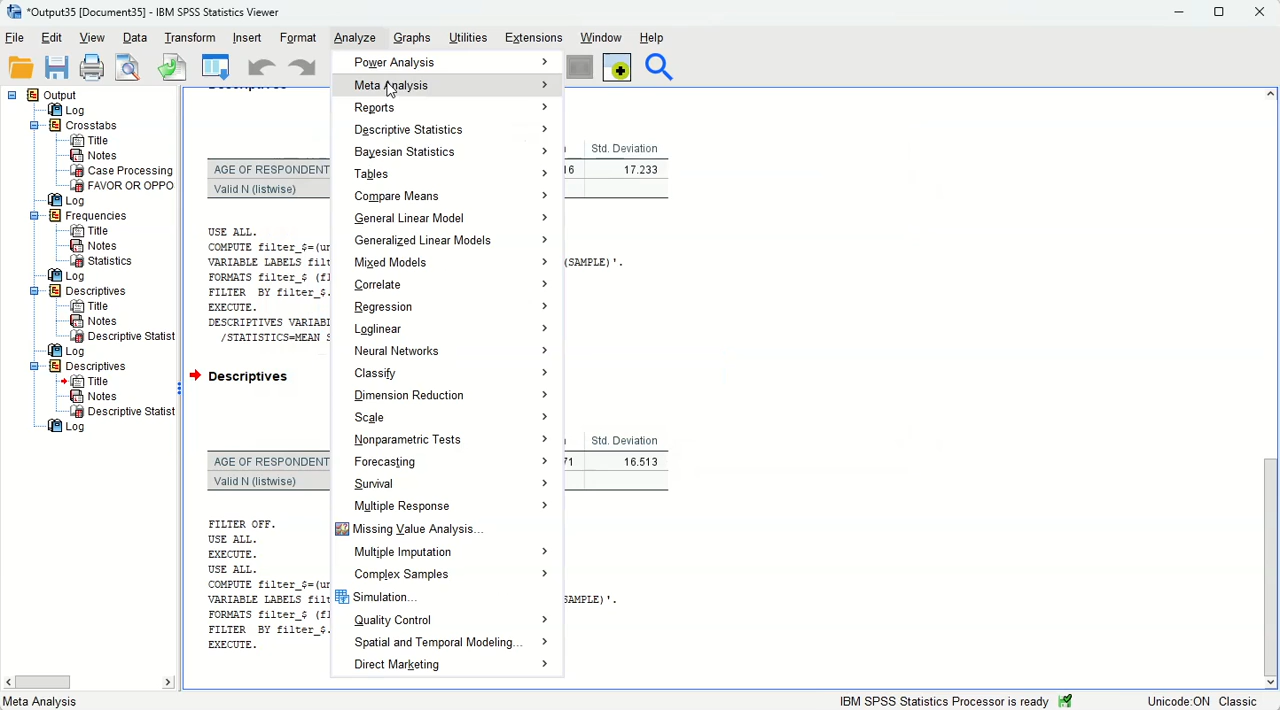 *Output35 [Document35] - IBM SPSS Statistics Viewer
File Edit View Data Transform Insert Format Analyze Graphs Utilities Extensions Window Help
Power Analysis
Meta Analysis
Reports
Descriptive Statistics
Bayesian Statistics
Tables
Compare Means
General Linear Model
Generalized Linear Models
Mixed Models
Correlate
Regression
Loglinear
Neural Networks
Classify
Dimension Reduction
Scale
Nonparametric Tests
Forecasting
Survival
Multiple Response
Missing Value Analysis...
Multiple Imputation
Complex Samples
Simulation...
Quality Control
Spatial and Temporal Modeling...
Direct Marketing
Output
Log
Crosstabs
Title
Notes
Case Processing
FAVOR OR OPPO
Log
Frequencies
Title
Notes
Statistics
Log
Descriptives
Title
Notes
Descriptive Statist
Log
Descriptives
Title
Notes
Descriptive Statist
Log
Descriptives
Std. Deviation
AGE OF RESPONDENT 16 17.233
Valid N (listwise)
USE ALL.
COMPUTE filter_$=(
VARIABLE LABELS (SAMPLE)'.
FORMATS filter_$
FILTER BY filter_$.
EXECUTE.
DESCRIPTIVES
/STATISTICS=MEAN
Descriptives
Std. Deviation
AGE OF RESPONDENT 71 16.513
Valid N (listwise)
FILTER OFF.
USE ALL.
EXECUTE.
USE ALL.
COMPUTE filter_$=(
VARIABLE LABELS SAMPLE)'.
FORMATS filter_$
FILTER BY filter_$.
EXECUTE.
Meta Analysis IBM SPSS Statistics Processor is ready Unicode:ON Classic